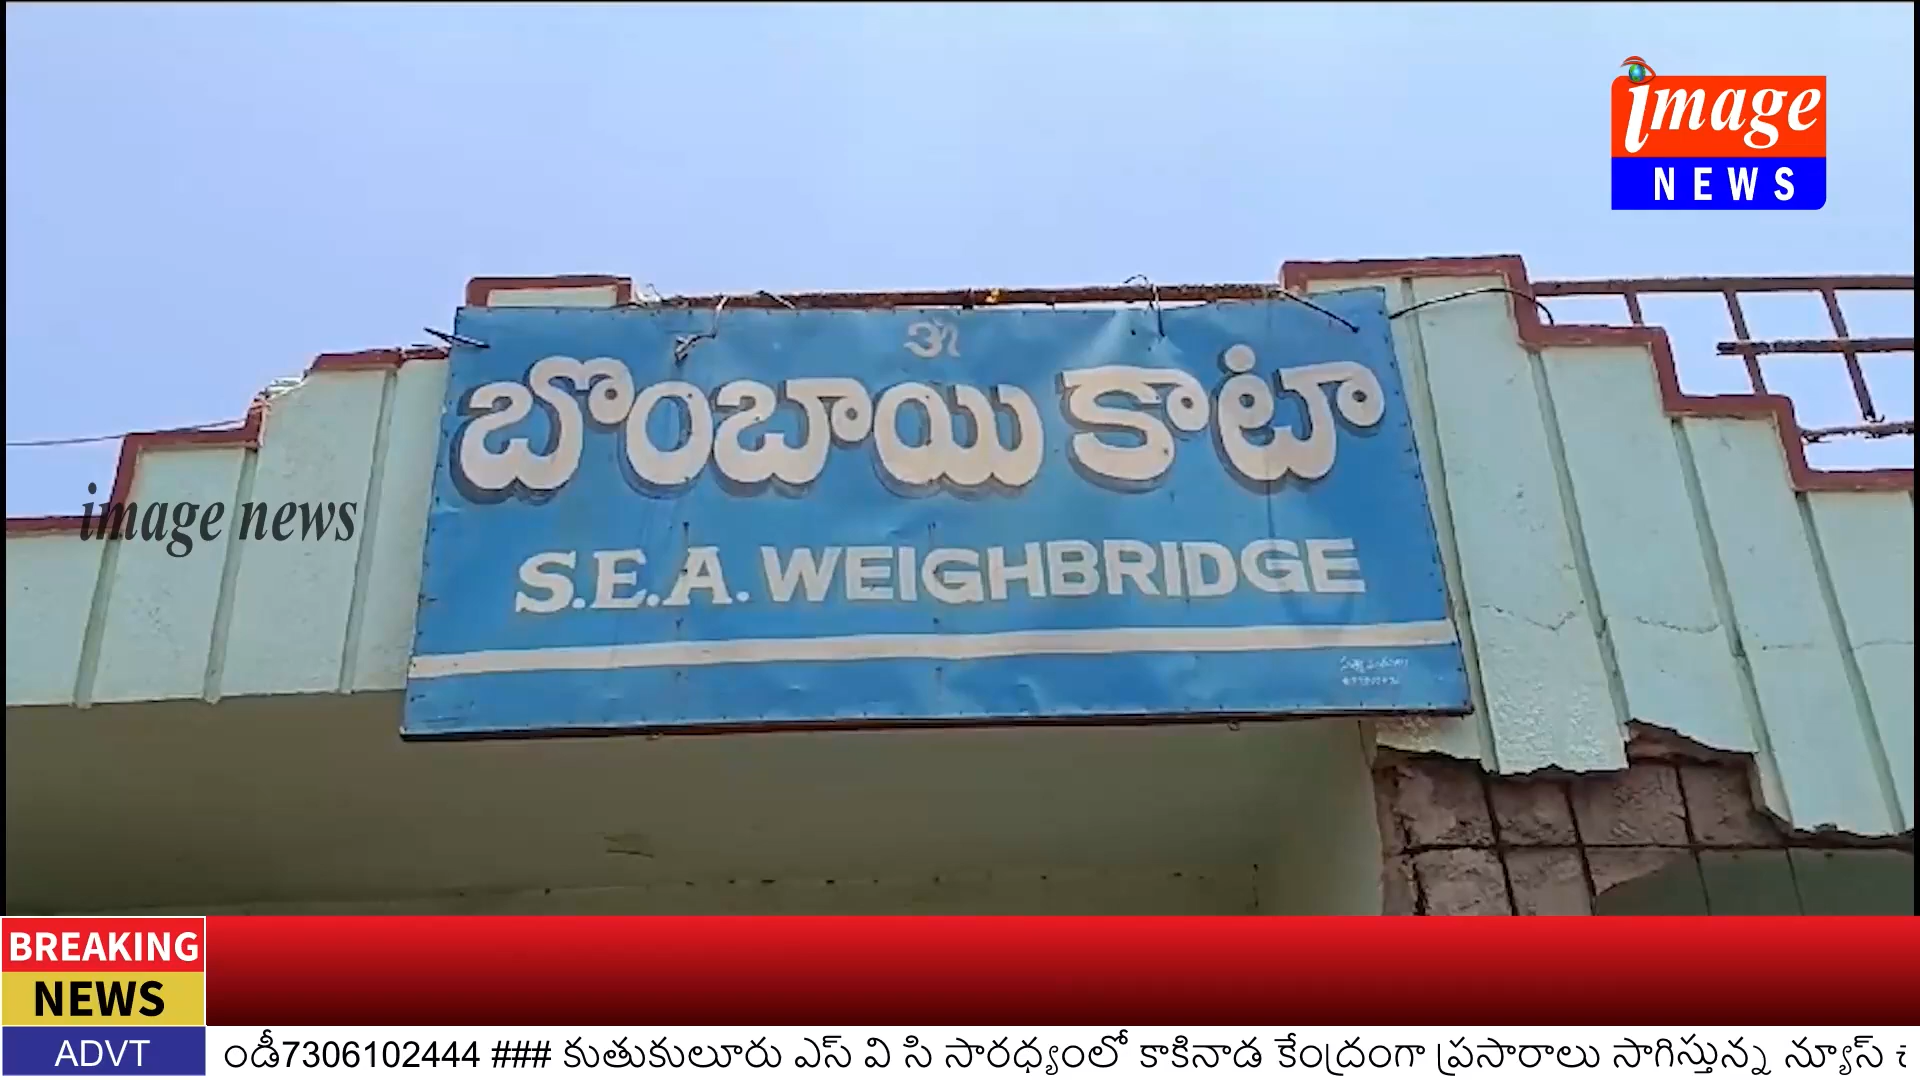 image
NEWS
ॐ
బొంబాయి కాటా
image news
S.E.A. WEIGHBRIDGE
BREAKING
NEWS
ADVT
ండీ7306102444 ### కుతుకులూరు ఎస్ వి సి సారధ్యంలో కాకినాడ కేంద్రంగా ప్రసారాలు సాగిస్తున్న న్యూస్